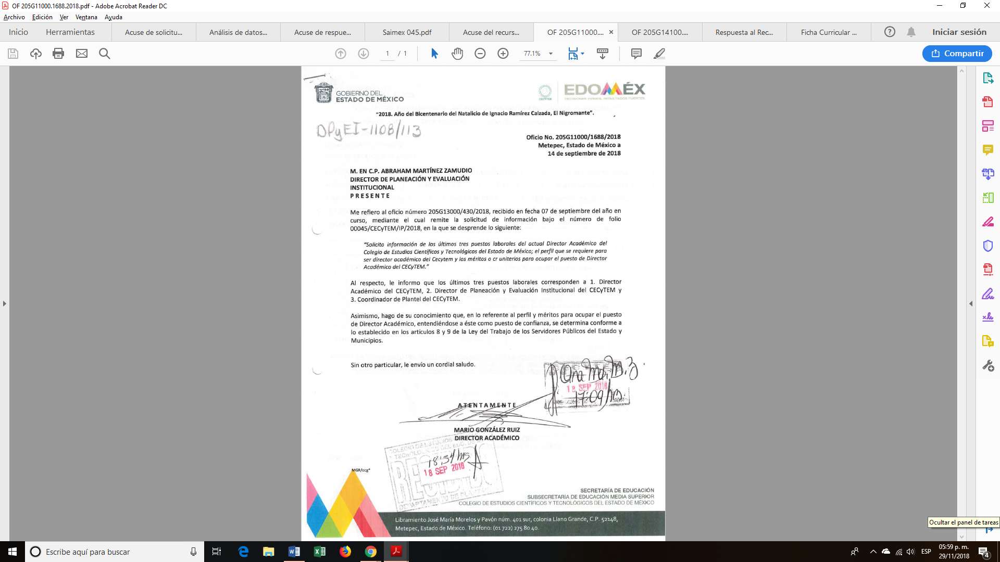 OF 205G11000.1688.2018.pdf - Adobe Acrobat Reader DC
Archivo Edición Ver Ventana Ayuda
Inicio Herramientas Acuse de solicitu... Análisis de datos... Acuse de respue... Saimex 045.pdf Acuse del recurs... OF 205G11000.... OF 205G14100.... Respuesta al Rec... Ficha Curricular ... Iniciar sesión
1 / 1 77.1% Compartir
GOBIERNO DEL
ESTADO DE MÉXICO
CECYTEM
EDOMÉX
DECISIONES FIRMES, RESULTADOS FUERTES.
"2018. Año del Bicentenario del Natalicio de Ignacio Ramírez Calzada, El Nigromante".
DPyEI-1108/113
Oficio No. 205G11000/1688/2018
Metepec, Estado de México a
14 de septiembre de 2018
M. EN C.P. ABRAHAM MARTÍNEZ ZAMUDIO
DIRECTOR DE PLANEACIÓN Y EVALUACIÓN
INSTITUCIONAL
P R E S E N T E
Me refiero al oficio número 205G13000/430/2018, recibido en fecha 07 de septiembre del año en
curso, mediante el cual remite la solicitud de información bajo el número de folio
00045/CECyTEM/IP/2018, en la que se desprende lo siguiente:
"Solicito información de los últimos tres puestos laborales del actual Director Académico del
Colegio de Estudios Científicos y Tecnológicos del Estado de México; el perfil que se requiere para
ser director académico del Cecytem y los méritos o cr uniterios para ocupar el puesto de Director
Académico del CECyTEM."
Al respecto, le informo que los últimos tres puestos laborales corresponden a 1. Director
Académico del CECyTEM, 2. Director de Planeación y Evaluación Institucional del CECyTEM y
3. Coordinador de Plantel del CECyTEM.
Asimismo, hago de su conocimiento que, en lo referente al perfil y méritos para ocupar el puesto
de Director Académico, entendiéndose a éste como puesto de confianza, se determina conforme a
lo establecido en los artículos 8 y 9 de la Ley del Trabajo de los Servidores Públicos del Estado y
Municipios.
Sin otro particular, le envío un cordial saludo.
Ana Ma. M. Z.
18 SEP 2018
17:09/hrs.
A T E N T A M E N T E
MARIO GONZÁLEZ RUIZ
DIRECTOR ACADÉMICO
COLEGIO DE ESTUDIOS
TECNOLOGICOS DEL EDO. DE M
RECIBIDO
18:54 hrs
18 SEP 2018
DEPARTAMENTO DE PLANEACI
MGR/ocg*
SECRETARÍA DE EDUCACIÓN
SUBSECRETARÍA DE EDUCACIÓN MEDIA SUPERIOR
COLEGIO DE ESTUDIOS CIENTÍFICOS Y TECNOLÓGICOS DEL ESTADO DE MÉXICO
Libramiento José María Morelos y Pavón núm. 401 sur, colonia Llano Grande, C.P. 52148,
Metepec, Estado de México. Teléfono: (01 722) 275 80 40.
Ocultar el panel de tareas
Escribe aquí para buscar
ESP
05:59 p. m.
29/11/2018
4